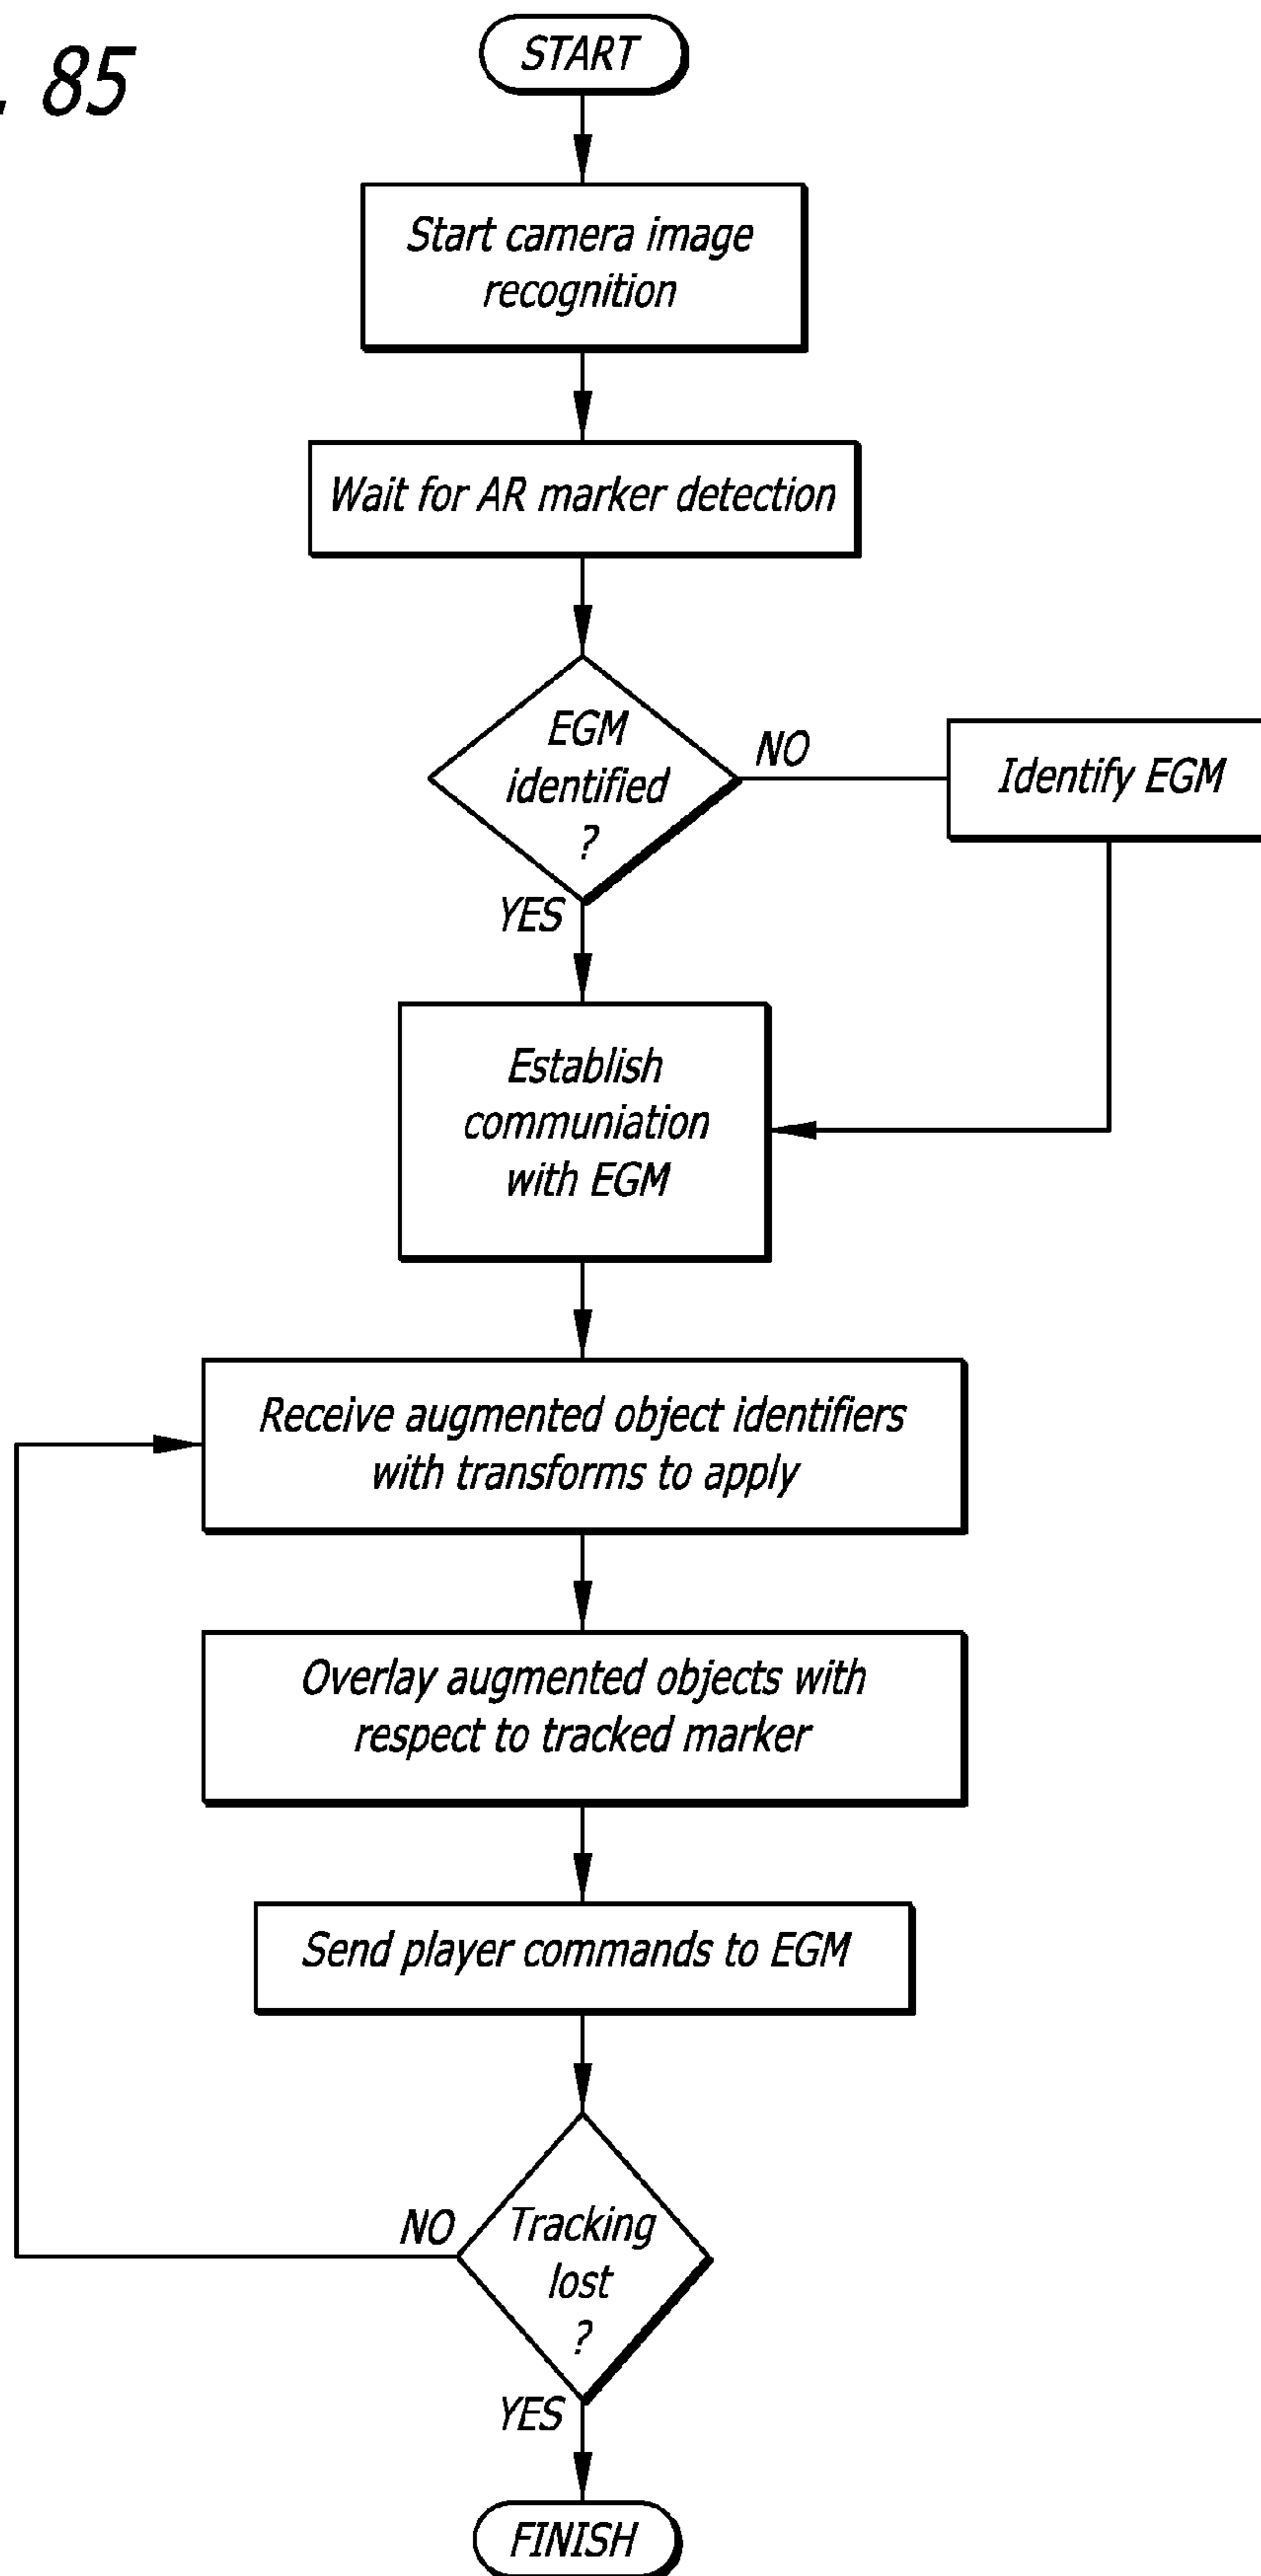 . 85
START
Start camera image
recognition
Wait for AR marker detection
EGM
identified
?
NO
Identify EGM
YES
Establish
communiation
with EGM
Receive augmented object identifiers
with transforms to apply
Overlay augmented objects with
respect to tracked marker
Send player commands to EGM
NO
Tracking
lost
?
YES
FINISH